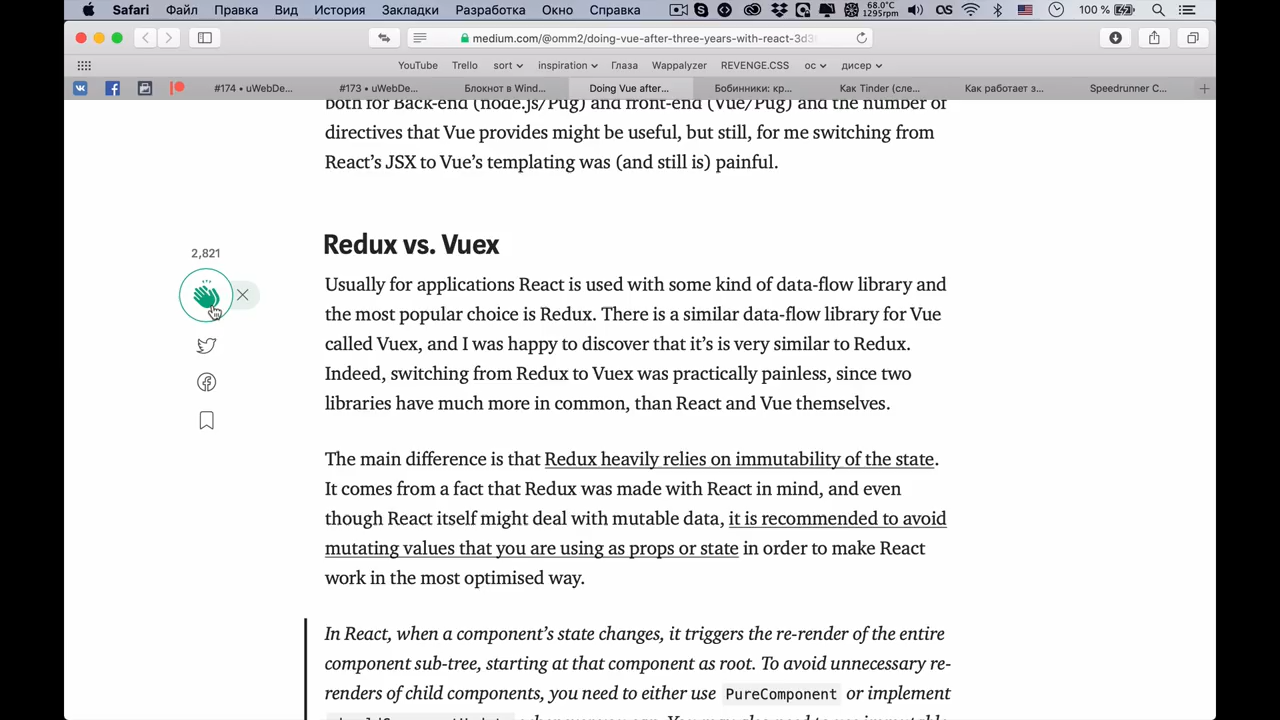 Safari Файл Правка Вид История Закладки Разработка Окно Справка 68.0°C 1295rpm 100 %
medium.com/@omm2/doing-vue-after-three-years-with-react-3d3
YouTube Trello sort inspiration Глаза Wappalyzer REVENGE.CSS ос дисер
#174 – uWebDe... #173 / uWebDe... Блокнот в Wind... Doing Vue after... Бобинники: кр... Как Tinder (сле... Как работает з... Speedrunner C...
both for Back-end (node.js/Pug) and front-end (Vue/Pug) and the number of
directives that Vue provides might be useful, but still, for me switching from
React’s JSX to Vue’s templating was (and still is) painful.
Redux vs. Vuex
2,821
Usually for applications React is used with some kind of data-flow library and
the most popular choice is Redux. There is a similar data-flow library for Vue
called Vuex, and I was happy to discover that it’s is very similar to Redux.
Indeed, switching from Redux to Vuex was practically painless, since two
libraries have much more in common, than React and Vue themselves.
The main difference is that Redux heavily relies on immutability of the state.
It comes from a fact that Redux was made with React in mind, and even
though React itself might deal with mutable data, it is recommended to avoid
mutating values that you are using as props or state in order to make React
work in the most optimised way.
In React, when a component’s state changes, it triggers the re-render of the entire
component sub-tree, starting at that component as root. To avoid unnecessary re-
renders of child components, you need to either use PureComponent or implement